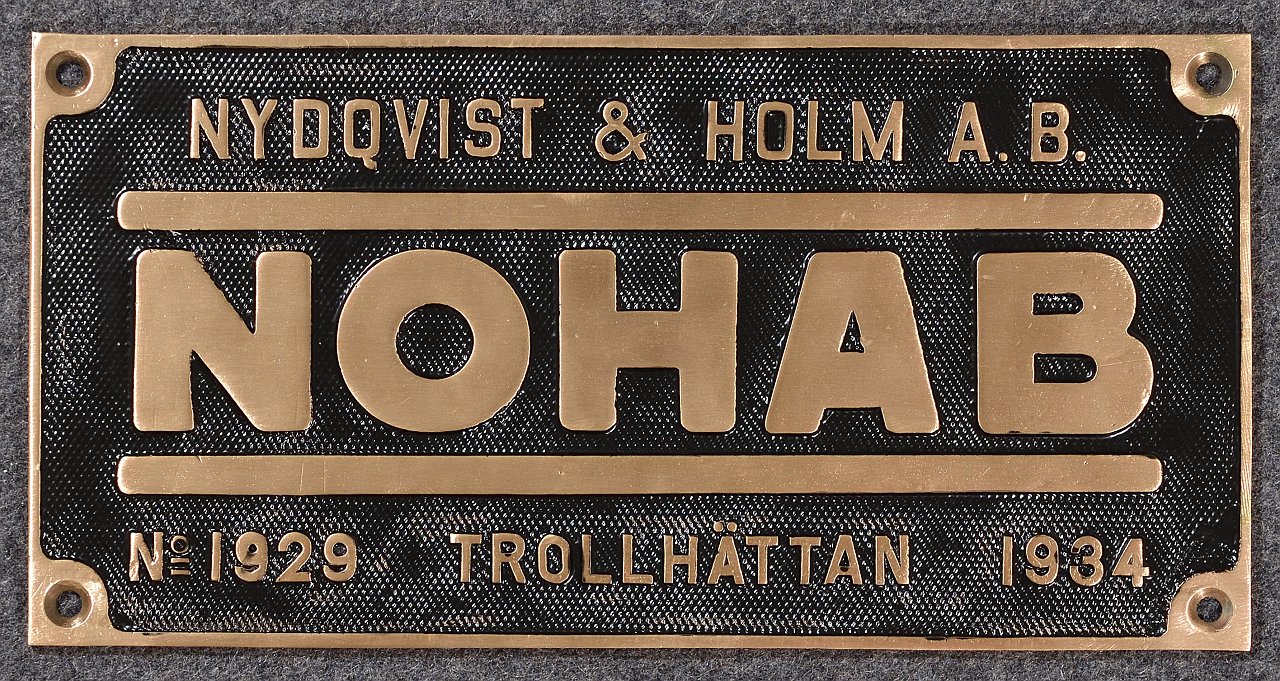 NYDQVIST & HOLM A.B.
NOHAB
Nº 1929 TROLLHÄTTAN 1934